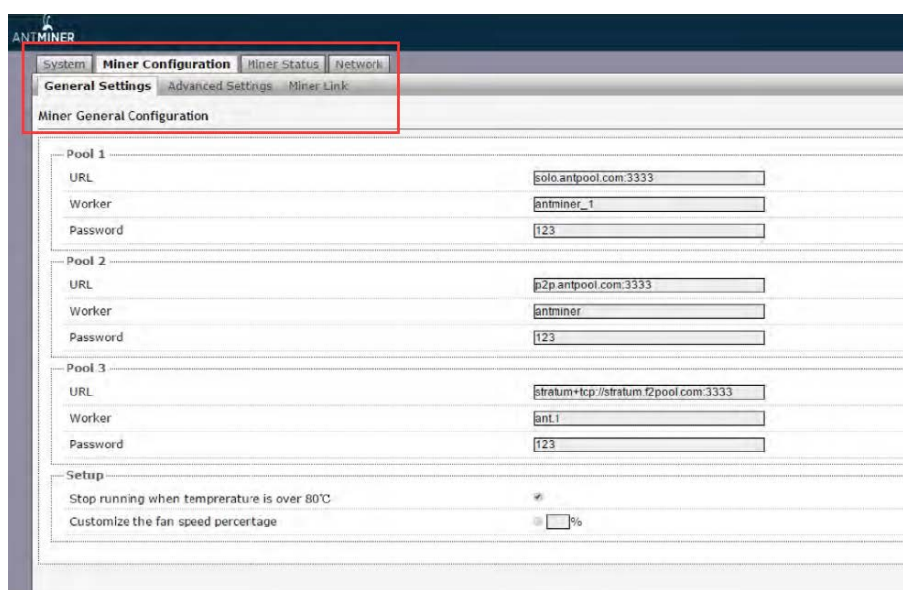 ANTMINER
System Miner Configuration Miner Status Network
General Settings Advanced Settings Miner Link
Miner General Configuration
Pool 1
URL solo.antpool.com:3333
Worker antminer_1
Password 123
Pool 2
URL p2p.antpool.com:3333
Worker antminer
Password 123
Pool 3
URL stratum+tcp://stratum.f2pool.com:3333
Worker ant.1
Password 123
Setup
Stop running when temprerature is over 80℃
Customize the fan speed percentage %